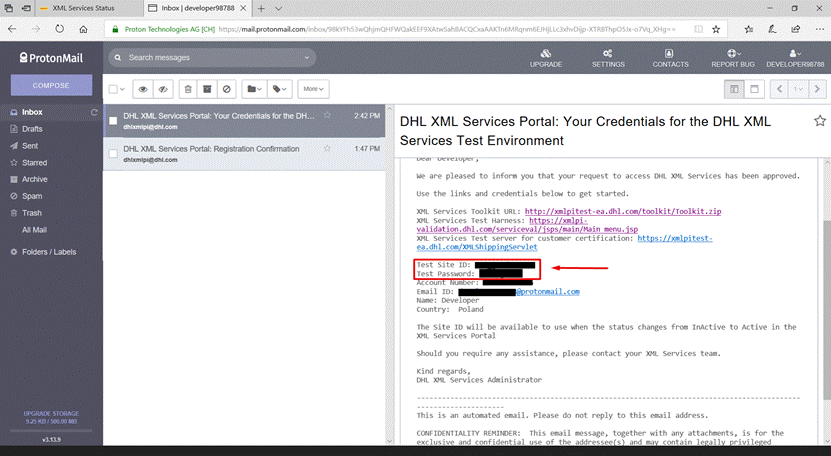 XML Services Status
Inbox | developer98788
Proton Technologies AG [CH]
ProtonMail
Search messages
UPGRADE
SETTINGS
CONTACTS
REPORT BUG
DEVELOPER98788
COMPOSE
More
1
Inbox
Drafts
Sent
Starred
Archive
Spam
Trash
All Mail
Folders / Labels
UPGRADE STORAGE
9.25 KB / 500.00 MB
v3.13.9
DHL XML Services Portal: Your Credentials for the DH...
2:42 PM
dhlxmlpi@dhl.com
DHL XML Services Portal: Registration Confirmation
1:47 PM
dhlxmlpi@dhl.com
DHL XML Services Portal: Your Credentials for the DHL XML
Services Test Environment
Dear Developer,
We are pleased to inform you that your request to access DHL XML Services has been approved.
Use the links and credentials below to get started.
XML Services Toolkit URL: http://xmlpitest-ea.dhl.com/toolkit/Toolkit.zip
XML Services Test Harness: https://xmlpi-
validation.dhl.com/serviceval/jsps/main/Main_menu.jsp
XML Services Test server for customer certification: https://xmlpitest-
ea.dhl.com/XMLShippingServlet
Test Site ID:
Test Password:
Account Number:
Email ID: @protonmail.com
Name: Developer
Country: Poland
The Site ID will be available to use when the status changes from InActive to Active in the
XML Services Portal
Should you require any assistance, please contact your XML Services team.
Kind regards,
DHL XML Services Administrator
This is an automated email. Please do not reply to this email address.
CONFIDENTIALITY REMINDER: This email message, together with any attachments, is for the
exclusive and confidential use of the addressee(s) and may contain legally privileged